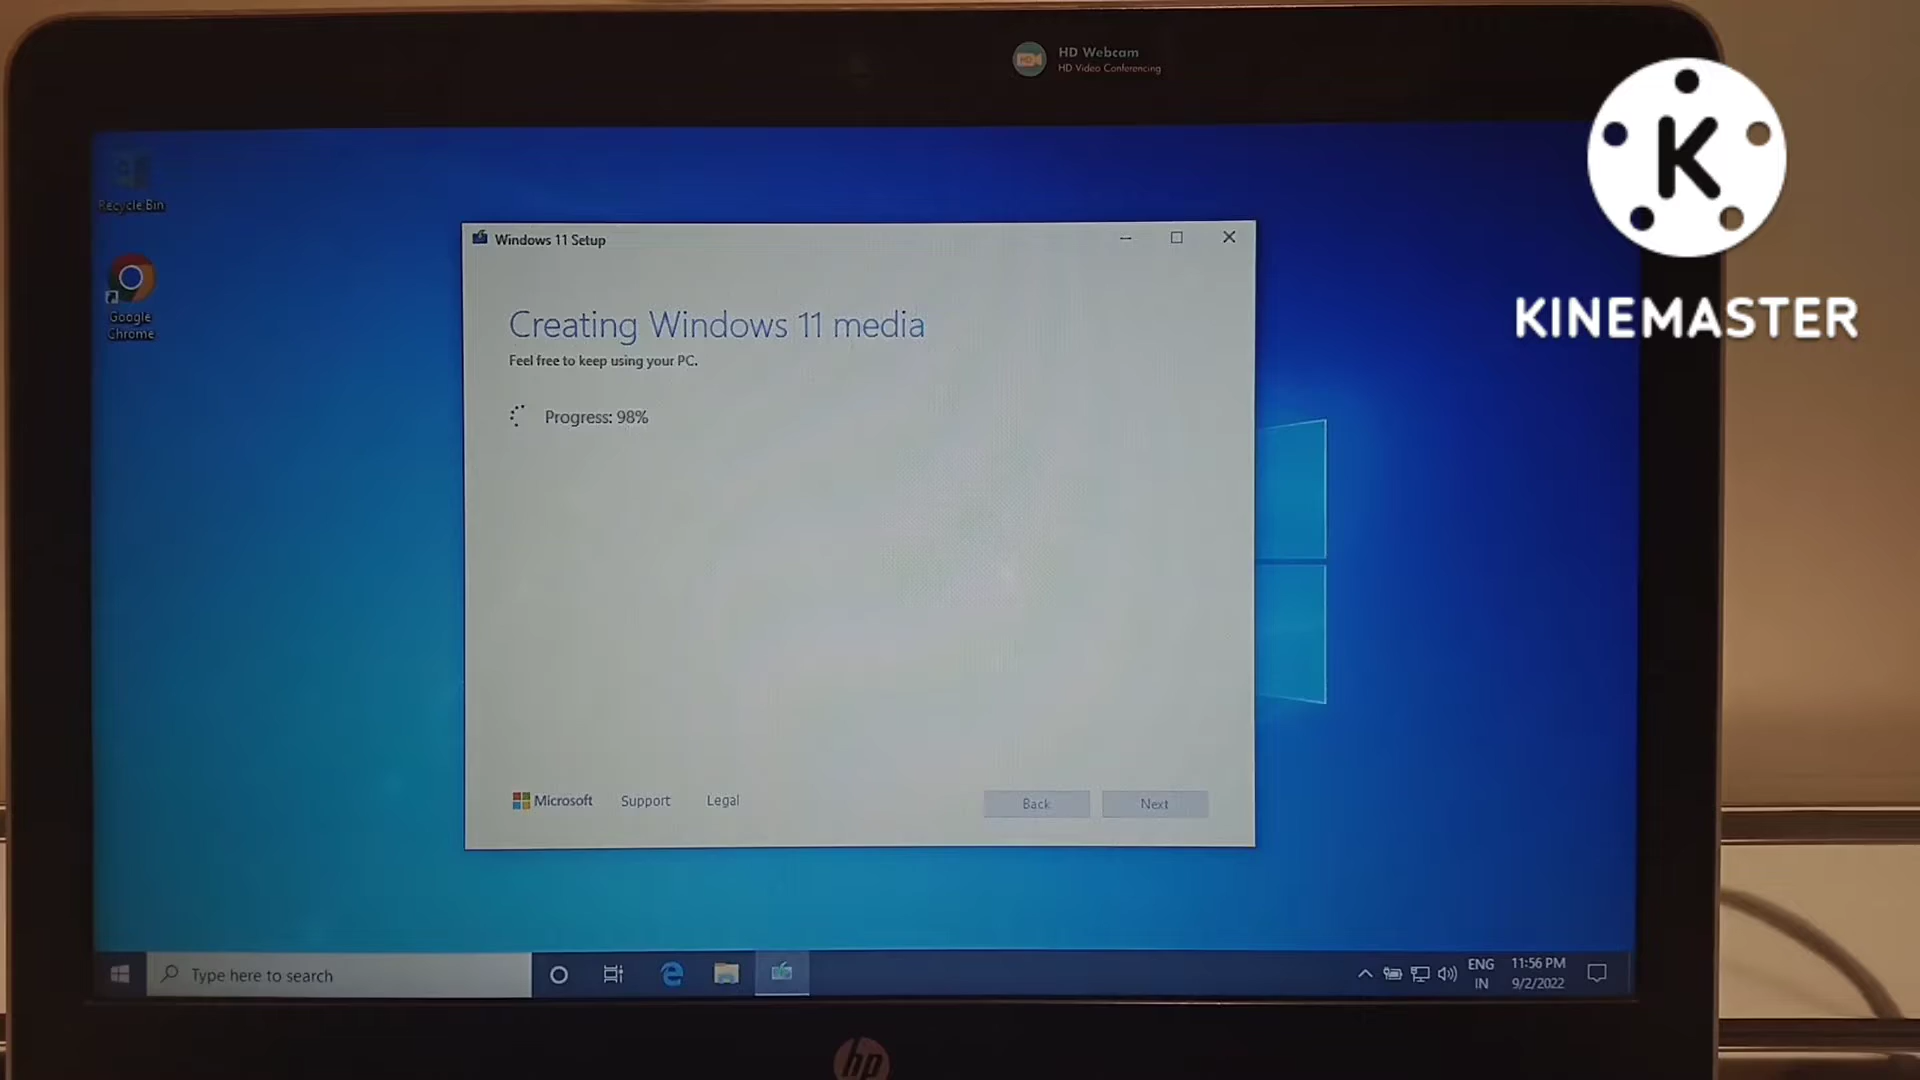 HD Webcam
HD Video Conferencing
K
KINEMASTER
Recycle Bin
Google
Chrome
Windows 11 Setup
Creating Windows 11 media
Feel free to keep using your PC.
Progress: 98%
Microsoft Support Legal
Back Next
Type here to search
ENG
IN
11:56 PM
9/2/2022
hp